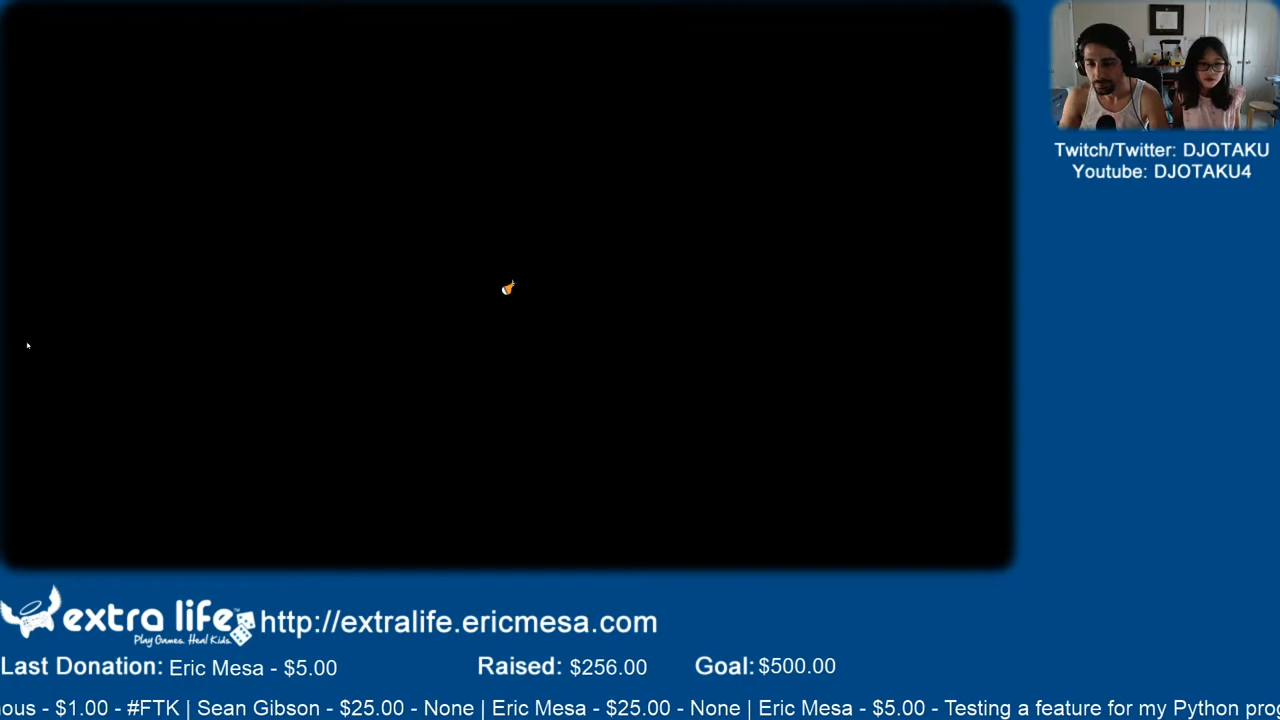 Twitch/Twitter: DJOTAKU
Youtube: DJOTAKU4
extra life
Play Games. Heal Kids.
http://extralife.ericmesa.com
Last Donation: Eric Mesa - $5.00
Raised: $256.00
Goal: $500.00
ous - $1.00 - #FTK | Sean Gibson - $25.00 - None | Eric Mesa - $25.00 - None | Eric Mesa - $5.00 - Testing a feature for my Python pro